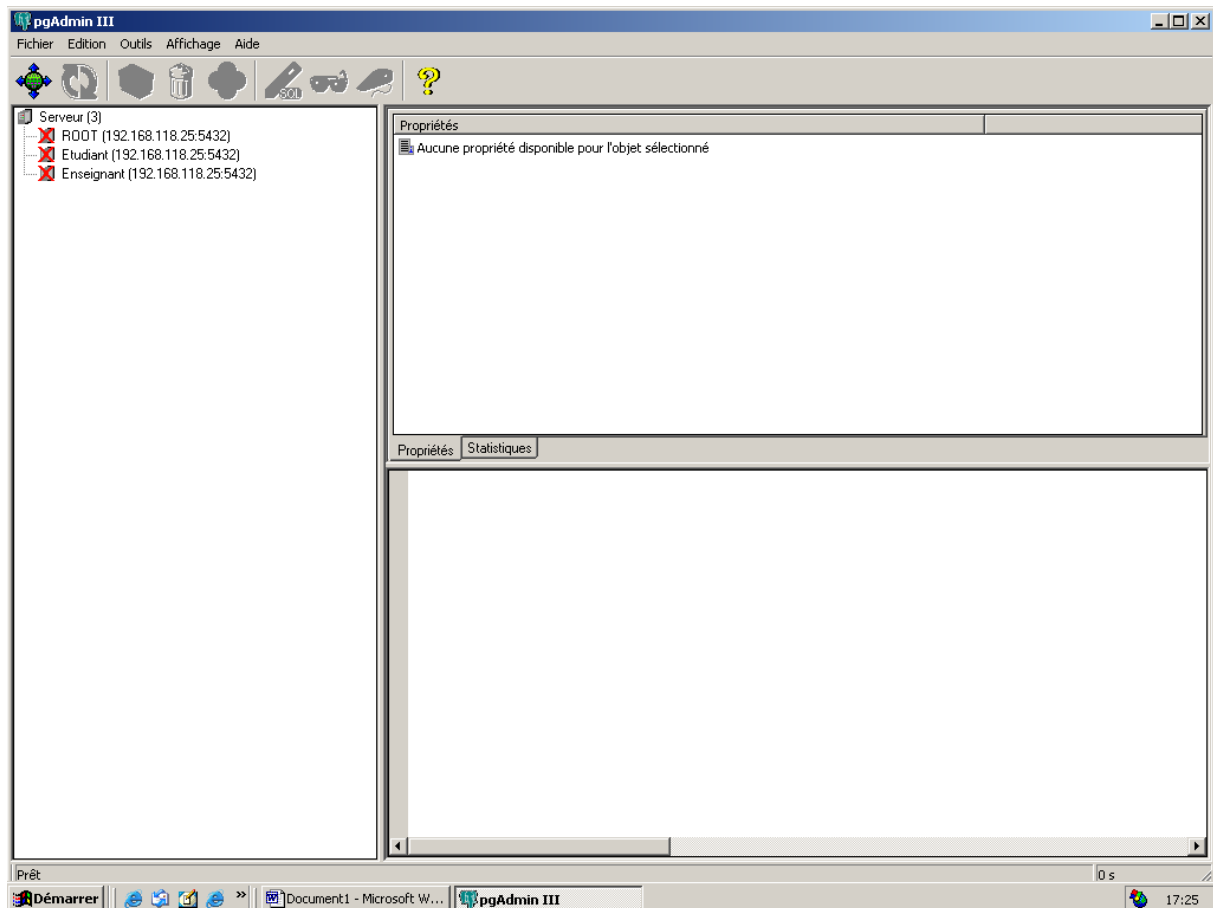 pgAdmin III
Fichier Edition Outils Affichage Aide
SQL
Serveur (3)
ROOT (192.168.118.25:5432)
Etudiant (192.168.118.25:5432)
Enseignant (192.168.118.25:5432)
Propriétés
Aucune propriété disponible pour l'objet sélectionné
Propriétés Statistiques
Prêt 0 s
Démarrer » Document1 - Microsoft W... pgAdmin III 17:25